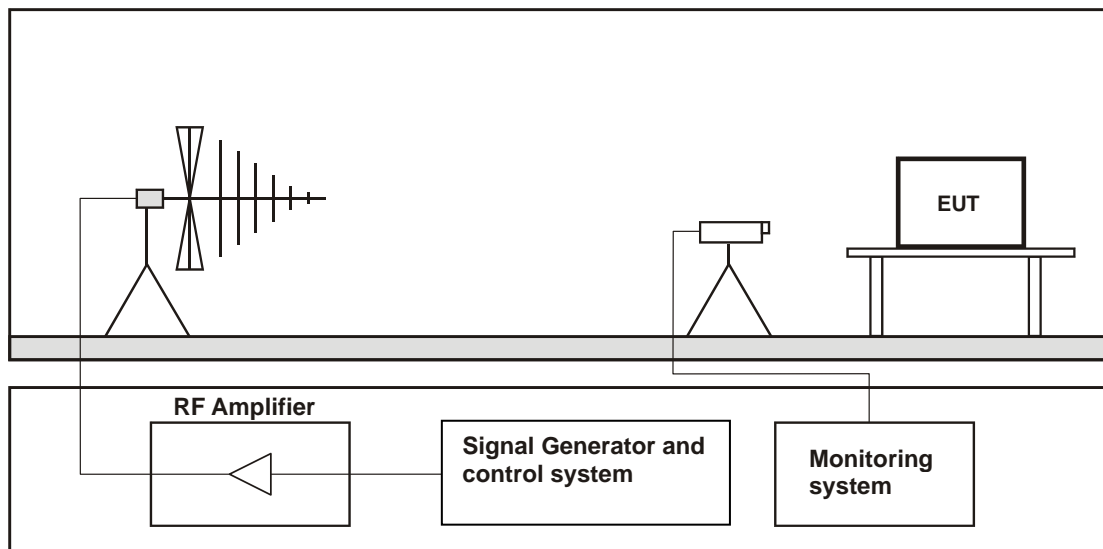 EUT
RF Amplifier
Signal Generator and
control system
Monitoring
system